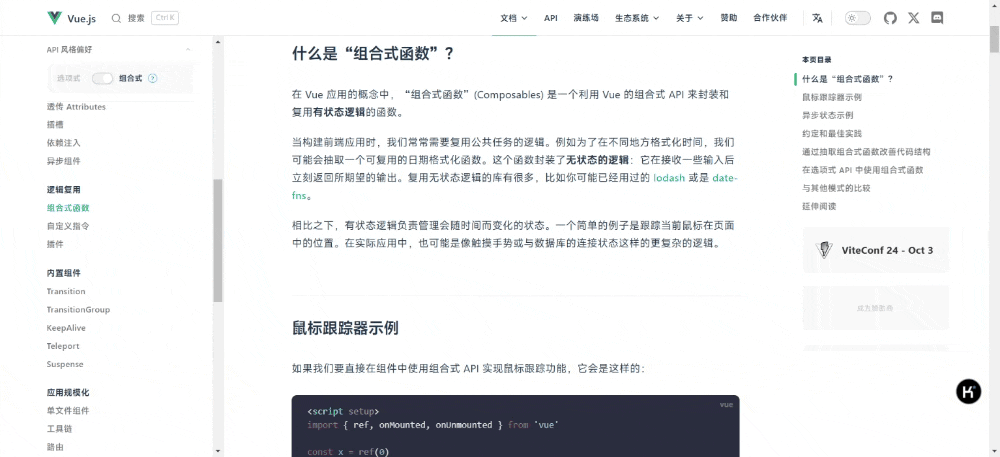 Vue.js
搜索
Ctrl K
文档
API
演练场
生态系统
关于
赞助
合作伙伴
API 风格偏好
选项式
组合式
?
透传 Attributes
插槽
依赖注入
异步组件
逻辑复用
组合式函数
自定义指令
插件
内置组件
Transition
TransitionGroup
KeepAlive
Teleport
Suspense
应用规模化
单文件组件
工具链
路由
什么是“组合式函数”？
在 Vue 应用的概念中，“组合式函数”(Composables) 是一个利用 Vue 的组合式 API 来封装和
复用有状态逻辑的函数。
当构建前端应用时，我们常常需要复用公共任务的逻辑。例如为了在不同地方格式化时间，我们
可能会抽取一个可复用的日期格式化函数。这个函数封装了无状态的逻辑：它在接收一些输入后
立刻返回所期望的输出。复用无状态逻辑的库有很多，比如你可能已经用过的 lodash 或是 date-
fns。
相比之下，有状态逻辑负责管理会随时间而变化的状态。一个简单的例子是跟踪当前鼠标在页面
中的位置。在实际应用中，也可能是像触摸手势或与数据库的连接状态这样的更复杂的逻辑。
鼠标跟踪器示例
如果我们要直接在组件中使用组合式 API 实现鼠标跟踪功能，它会是这样的：
vue
<script setup>
import { ref, onMounted, onUnmounted } from 'vue'
const x = ref(0)
本页目录
什么是“组合式函数”？
鼠标跟踪器示例
异步状态示例
约定和最佳实践
通过抽取组合式函数改善代码结构
在选项式 API 中使用组合式函数
与其他模式的比较
延伸阅读
ViteConf 24 - Oct 3
成为赞助商